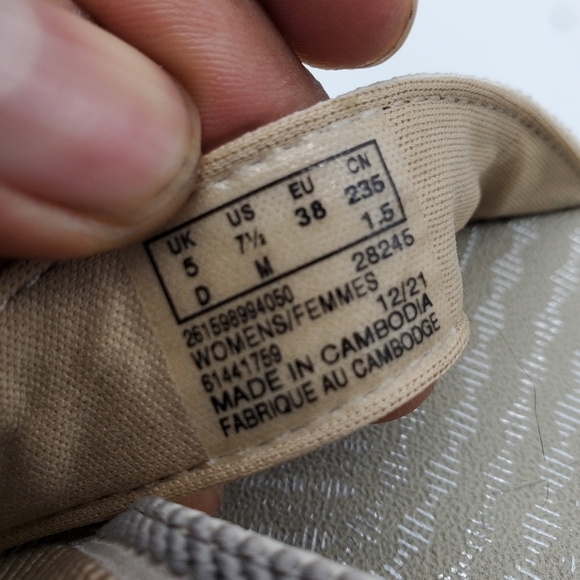 UK US EU CN
5 7½ 38 235
D M 1.5
261598994050 28245
WOMENS/FEMMES
61441759 12/21
MADE IN CAMBODIA
FABRIQUE AU CAMBODGE